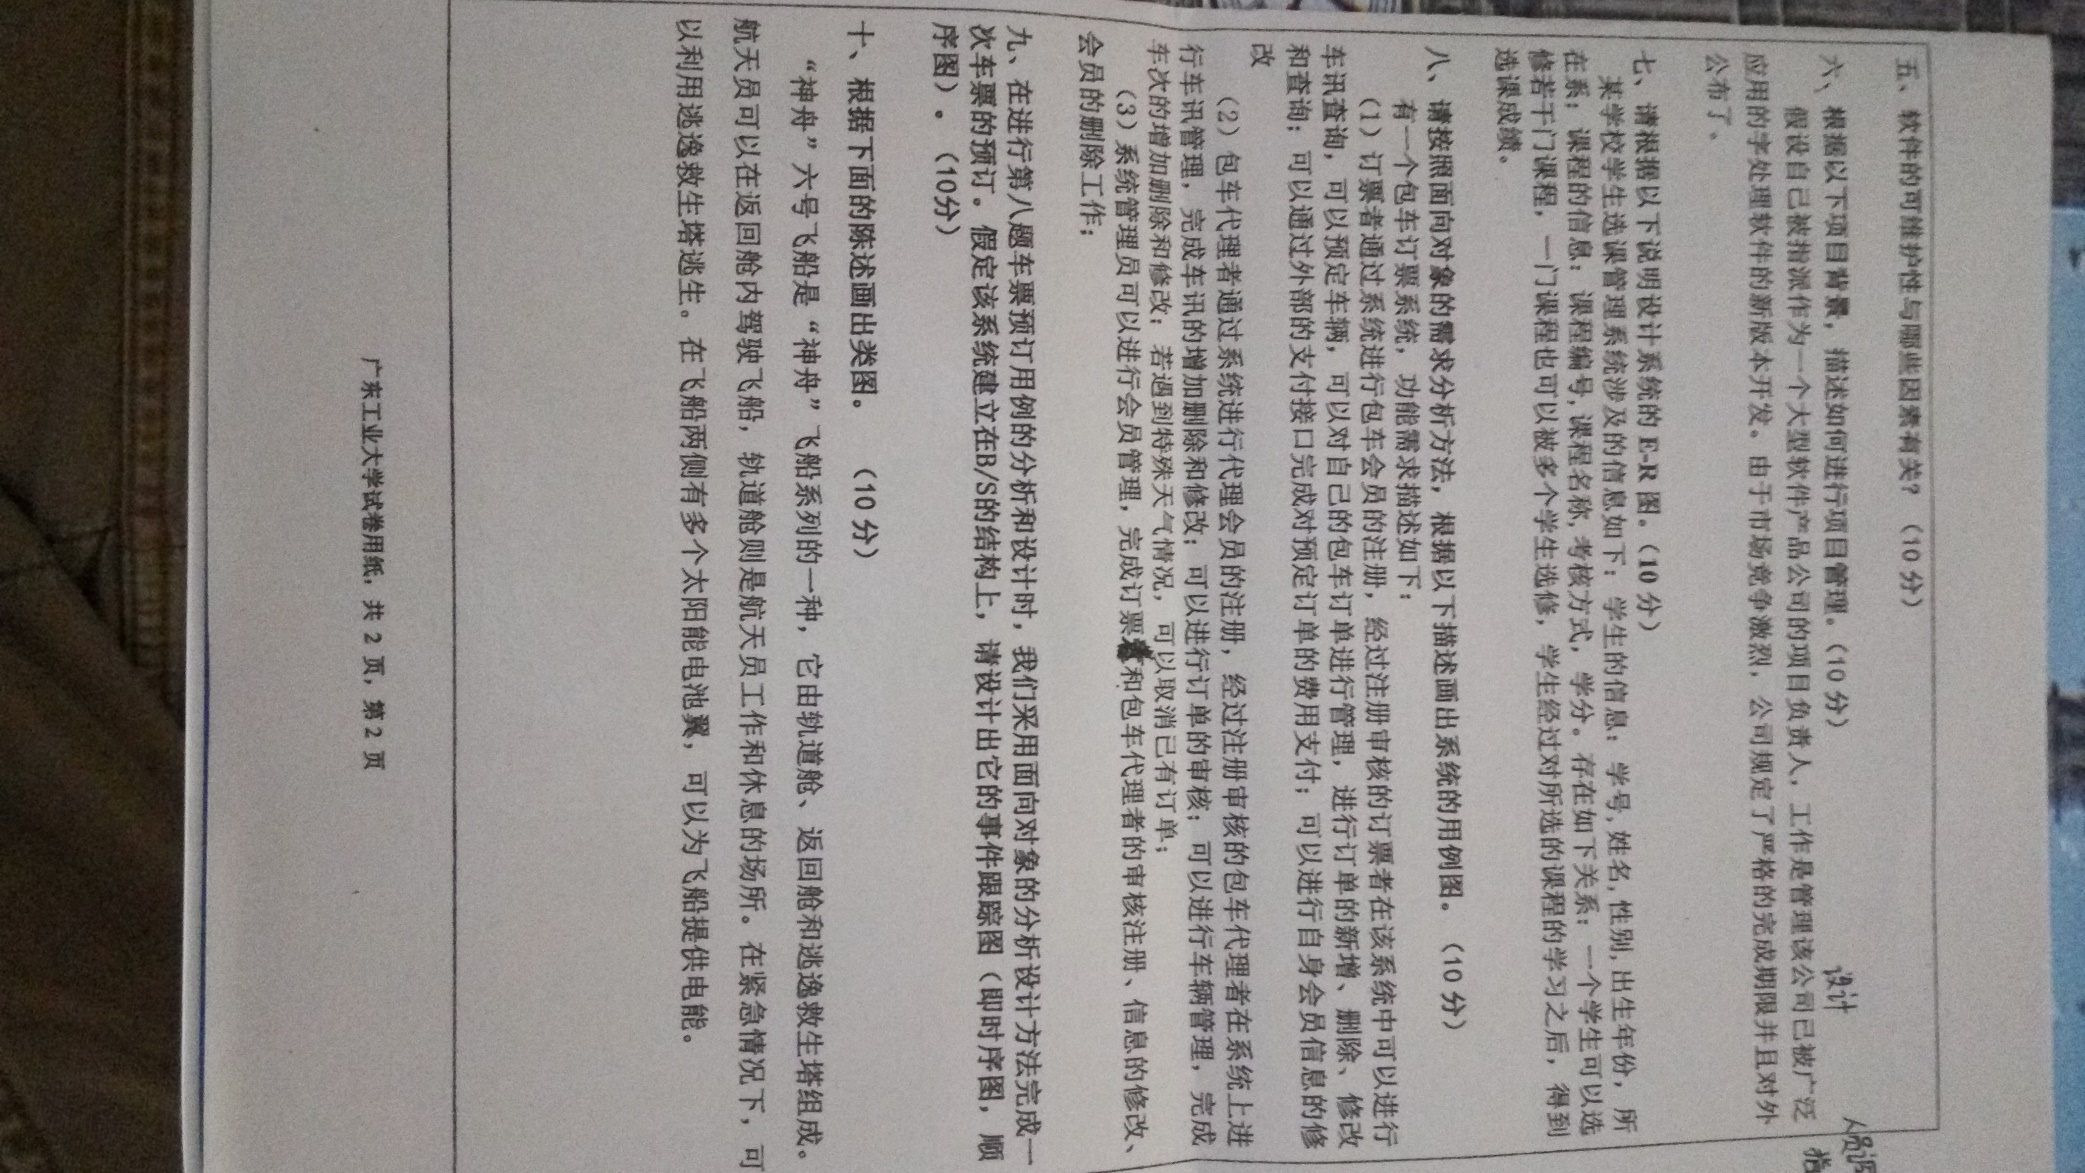 五、软件的可维护性与哪些因素有关？（10 分）
六、根据以下项目背景，描述如何进行项目管理。（10 分）
设计
人员
假设自己被指派作为一个大型软件产品公司的项目负责人，工作是管理该公司已被广泛
应用的字处理软件的新版本开发。由于市场竞争激烈，公司规定了严格的完成期限并且对外
公布了。
七、请根据以下说明设计系统的 E-R 图。（10 分）
某学校学生选课管理系统涉及的信息如下：学生的信息：学号,姓名,性别,出生年份，所
在系；课程的信息：课程编号,课程名称,考核方式，学分。存在如下关系：一个学生可以选
修若干门课程，一门课程也可以被多个学生选修，学生经过对所选的课程的学习之后，得到
选课成绩。
八、请按照面向对象的需求分析方法，根据以下描述画出系统的用例图。（10 分）
有一个包车订票系统，功能需求描述如下：
（1）订票者通过系统进行包车会员的注册，经过注册审核的订票者在该系统中可以进行
车讯查询，可以预定车辆，可以对自己的包车订单进行管理，进行订单的新增、删除、修改
和查询；可以通过外部的支付接口完成对预定订单的费用支付；可以进行自身会员信息的修
改
（2）包车代理者通过系统进行代理会员的注册，经过注册审核的包车代理者在系统上进
行车讯管理，完成车讯的增加删除和修改；可以进行订单的审核；可以进行车辆管理，完成
车次的增加删除和修改；若遇到特殊天气情况，可以取消已有订单；
（3）系统管理员可以进行会员管理，完成订票者和包车代理者的审核注册、信息的修改、
会员的删除工作；
九、在进行第八题车票预订用例的分析和设计时，我们采用面向对象的分析设计方法完成一
次车票的预订。假定该系统建立在B/S的结构上，请设计出它的事件跟踪图（即时序图，顺
序图）。（10分）
十、根据下面的陈述画出类图。（10 分）
“神舟”六号飞船是“神舟”飞船系列的一种，它由轨道舱、返回舱和逃逸救生塔组成。
航天员可以在返回舱内驾驶飞船，轨道舱则是航天员工作和休息的场所。在紧急情况下，可
以利用逃逸救生塔逃生。在飞船两侧有多个太阳能电池翼，可以为飞船提供电能。
广东工业大学试卷用纸，共 2 页，第 2 页